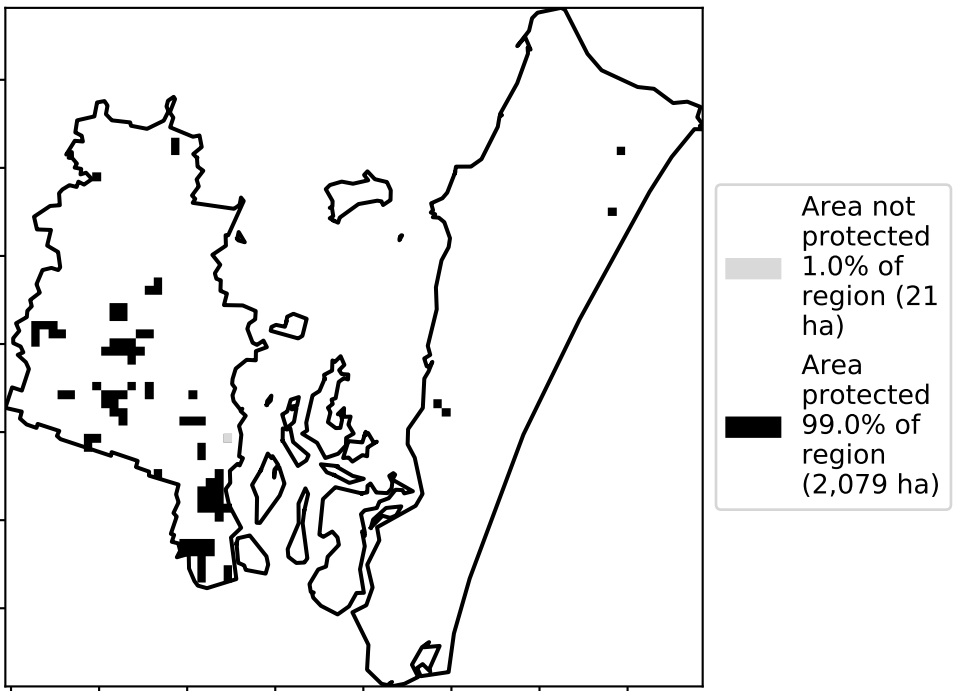 Area not
protected
1.0% of
region (21
ha)
Area
protected
99.0% of
region
(2,079 ha)